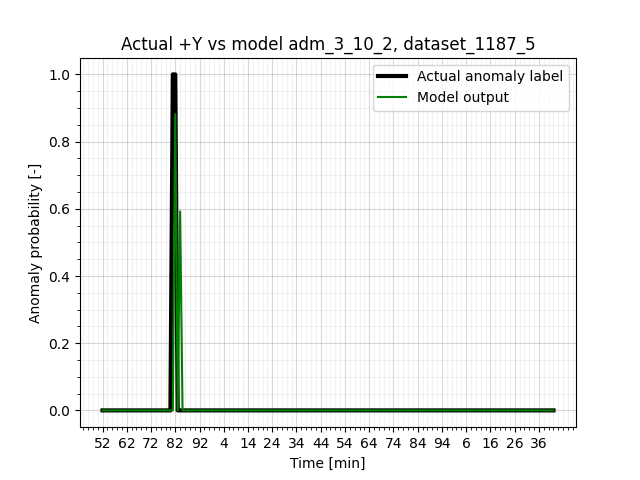 Actual +Y vs model adm_3_10_2, dataset_1187_5
Actual anomaly label
Model output
Anomaly probability [-]
1.0
0.8
0.6
0.4
0.2
0.0
52 62 72 82 92 4 14 24 34 44 54 64 74 84 94 6 16 26 36
Time [min]